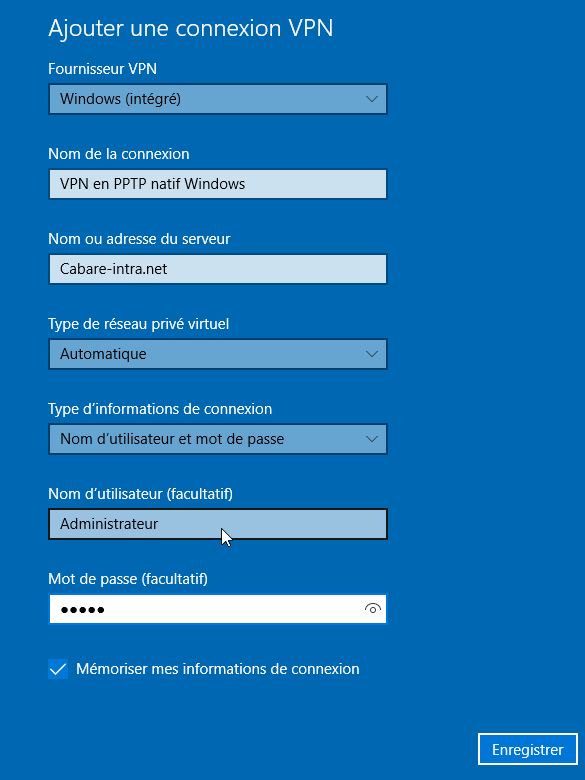 Ajouter une connexion VPN
Fournisseur VPN
Windows (intégré)
Nom de la connexion
VPN en PPTP natif Windows
Nom ou adresse du serveur
Cabare-intra.net
Type de réseau privé virtuel
Automatique
Type d’informations de connexion
Nom d’utilisateur et mot de passe
Nom d’utilisateur (facultatif)
Administrateur
Mot de passe (facultatif)
●●●●●
Mémoriser mes informations de connexion
Enregistrer